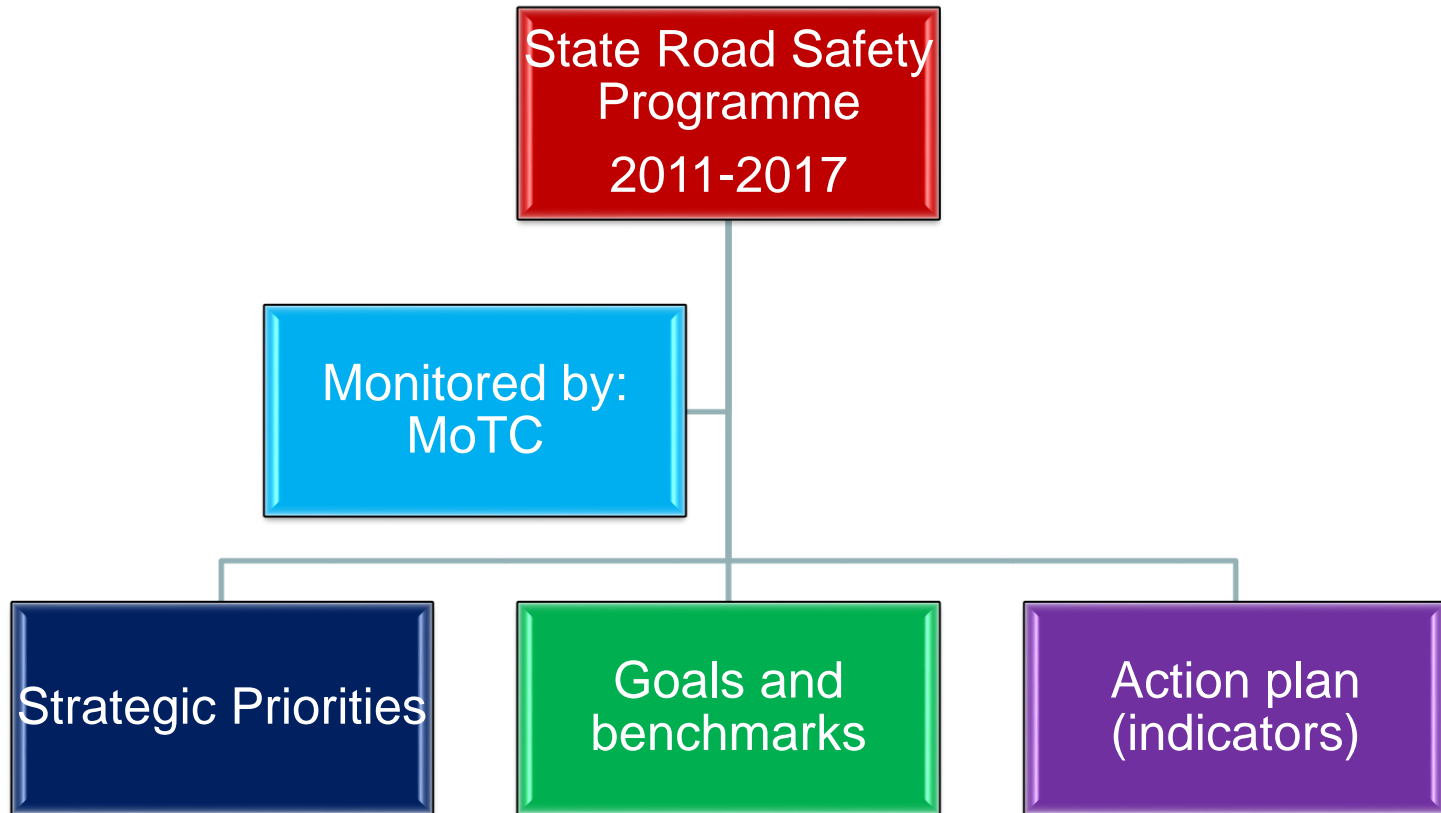 State Road Safety
Programme
2011-2017
Monitored by:
MoTC
Strategic Priorities
Goals and
benchmarks
Action plan
(indicators)